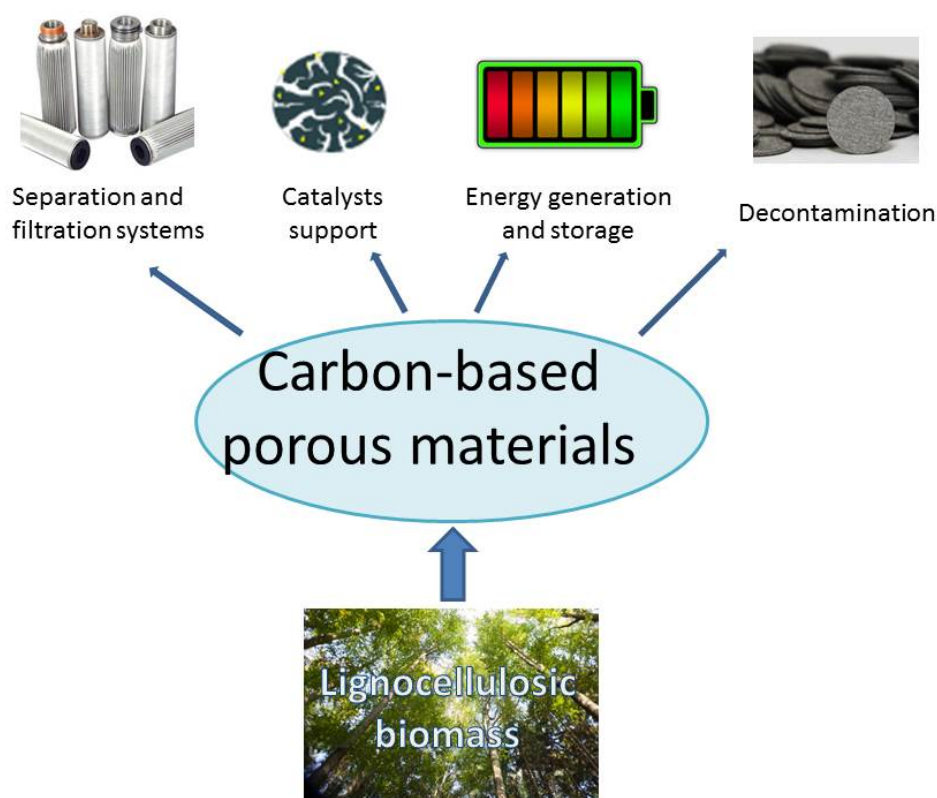 Separation and
filtration systems
Catalysts
support
Energy generation
and storage
Decontamination
Carbon-based
porous materials
Lignocellulosic
biomass